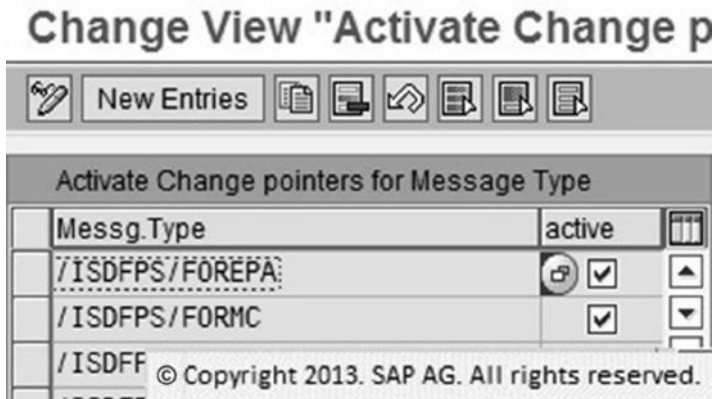 Change View "Activate Change p
New Entries
Activate Change pointers for Message Type
Messg.Type active
/ISDFPS/FOREPA
/ISDFPS/FORMC
© Copyright 2013. SAP AG. All rights reserved.